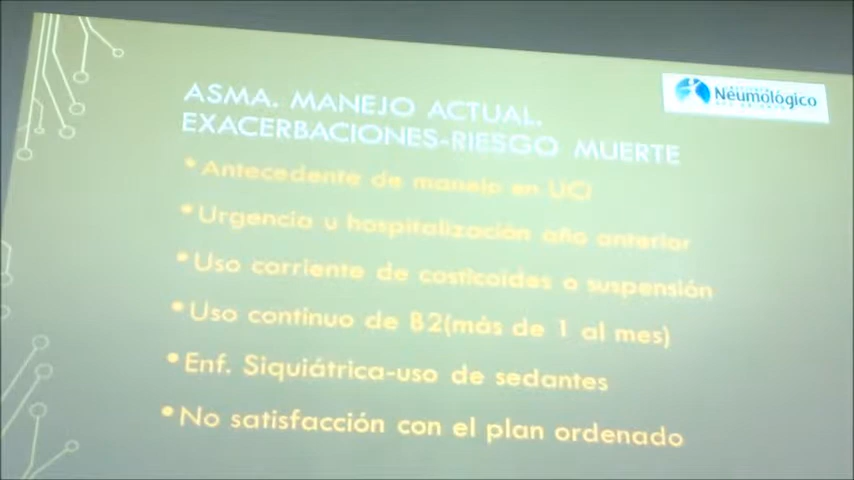 Neumológico
ASMA. MANEJO ACTUAL.
EXACERBACIONES-RIESGO MUERTE
•Antecedente de manejo en UCI
•Urgencia u hospitalización año anterior
•Uso corriente de costicoides o suspensión
•Uso continuo de B2(más de 1 al mes)
•Enf. Siquiátrica-uso de sedantes
•No satisfacción con el plan ordenado